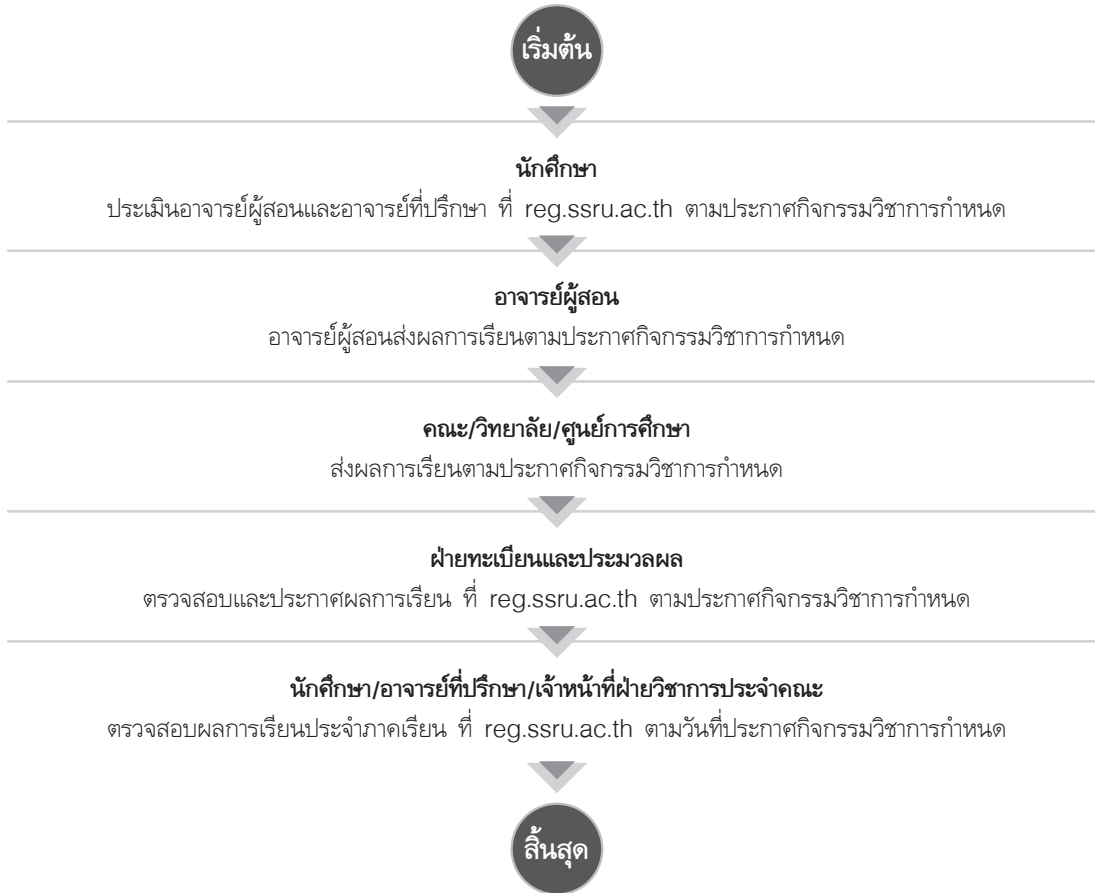 เริ่มต้น
นักศึกษา
ประเมินอาจารย์ผู้สอนและอาจารย์ที่ปรึกษา ที่ reg.ssru.ac.th ตามประกาศกิจกรรมวิชาการกำหนด
อาจารย์ผู้สอน
อาจารย์ผู้สอนส่งผลการเรียนตามประกาศกิจกรรมวิชาการกำหนด
คณะ/วิทยาลัย/ศูนย์การศึกษา
ส่งผลการเรียนตามประกาศกิจกรรมวิชาการกำหนด
ฝ่ายทะเบียนและประมวลผล
ตรวจสอบและประกาศผลการเรียน ที่ reg.ssru.ac.th ตามประกาศกิจกรรมวิชาการกำหนด
นักศึกษา/อาจารย์ที่ปรึกษา/เจ้าหน้าที่ฝ่ายวิชาการประจำคณะ
ตรวจสอบผลการเรียนประจำภาคเรียน ที่ reg.ssru.ac.th ตามวันที่ประกาศกิจกรรมวิชาการกำหนด
สิ้นสุด